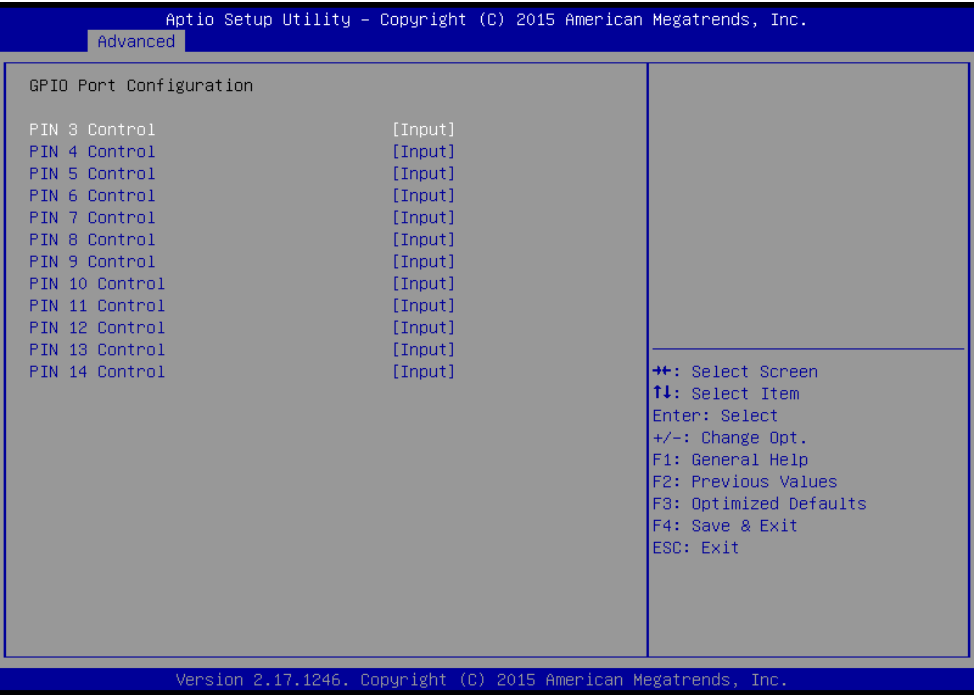 Aptio Setup Utility – Copyright (C) 2015 American Megatrends, Inc.
Advanced
GPIO Port Configuration
PIN 3 Control [Input]
PIN 4 Control [Input]
PIN 5 Control [Input]
PIN 6 Control [Input]
PIN 7 Control [Input]
PIN 8 Control [Input]
PIN 9 Control [Input]
PIN 10 Control [Input]
PIN 11 Control [Input]
PIN 12 Control [Input]
PIN 13 Control [Input]
PIN 14 Control [Input]
→←: Select Screen
↑↓: Select Item
Enter: Select
+/-: Change Opt.
F1: General Help
F2: Previous Values
F3: Optimized Defaults
F4: Save & Exit
ESC: Exit
Version 2.17.1246. Copyright (C) 2015 American Megatrends, Inc.